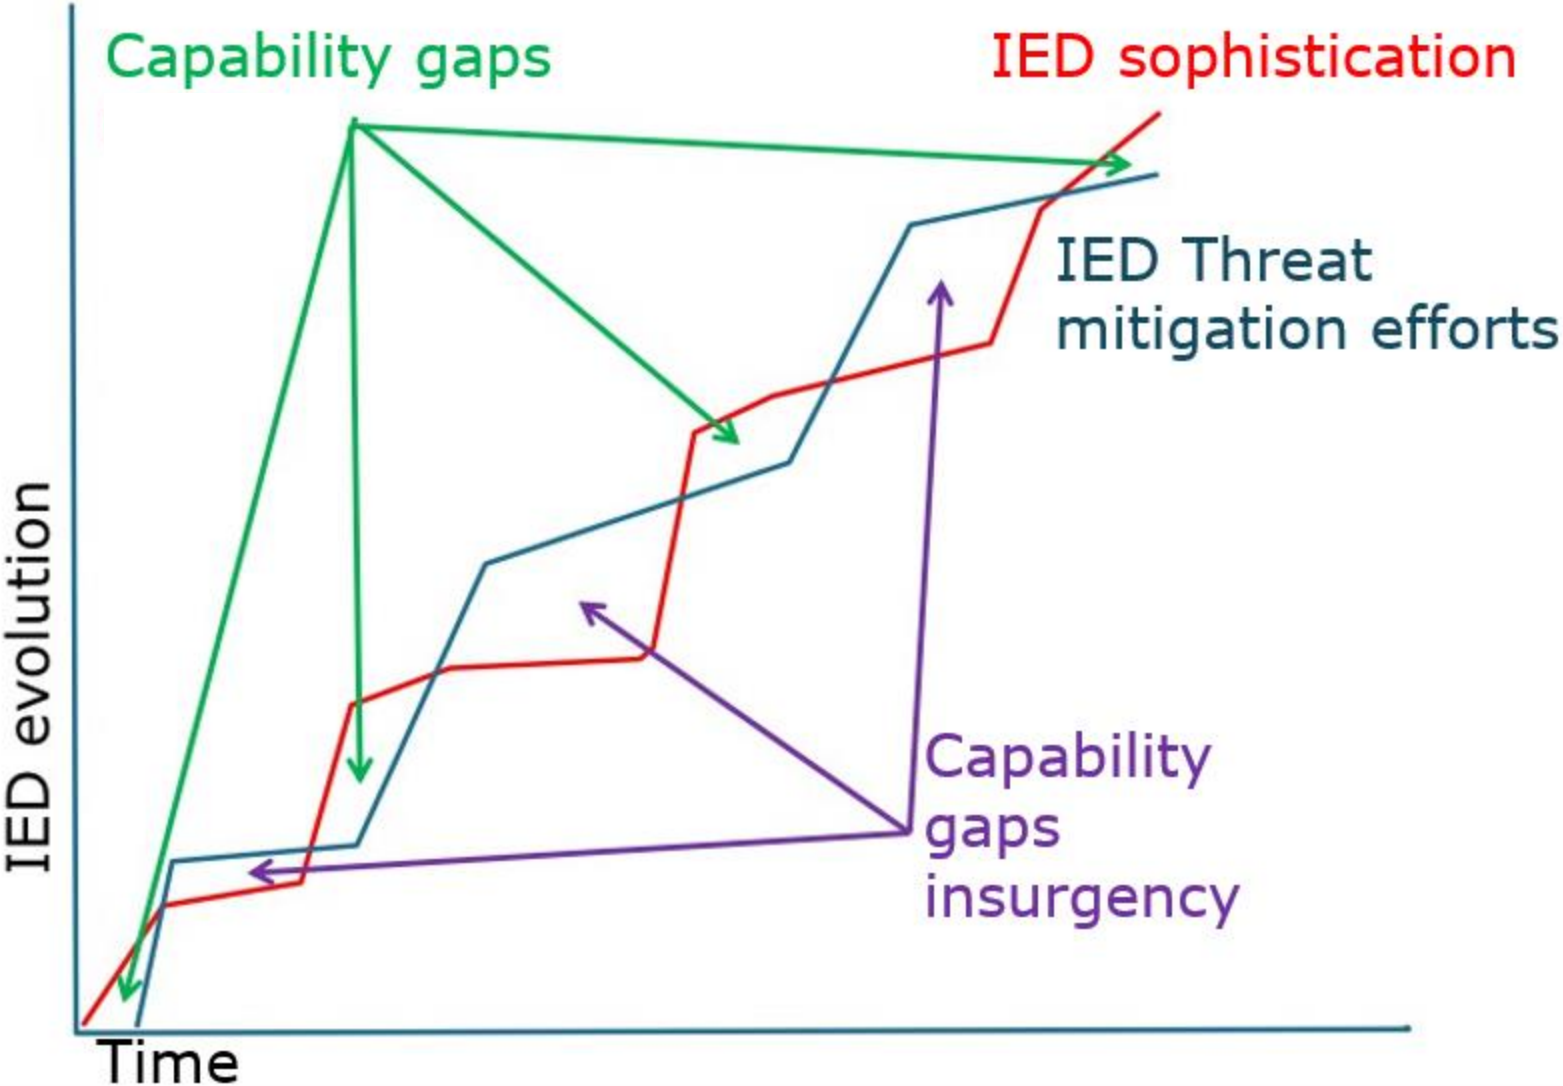 Capability gaps
IED sophistication
IED Threat
mitigation efforts
IED evolution
Capability
gaps
insurgency
Time